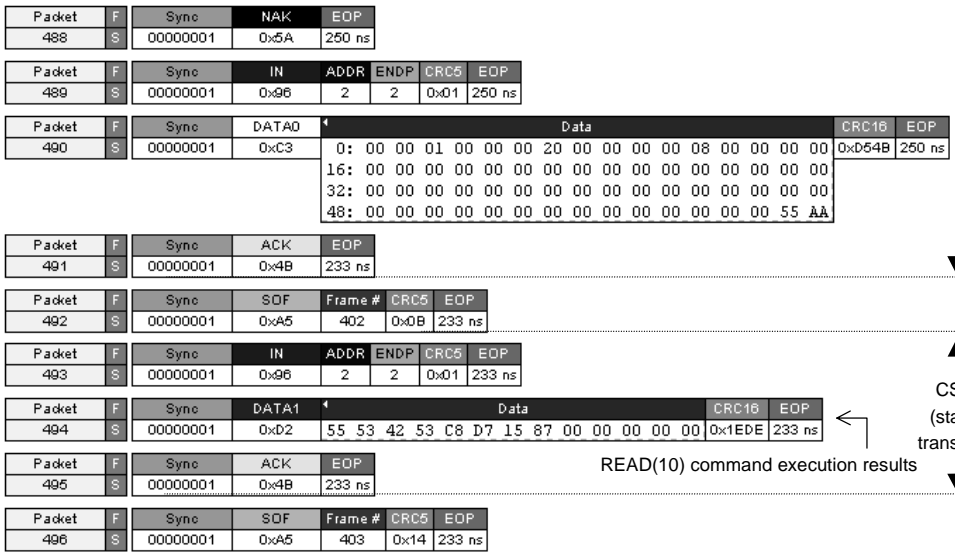 Packet F Sync NAK EOP
488 S 00000001 0x5A 250 ns
Packet F Sync IN ADDR ENDP CRC5 EOP
489 S 00000001 0x96 2 2 0x01 250 ns
Packet F Sync DATA0 Data CRC16 EOP
490 S 00000001 0xC3 0: 00 00 01 00 00 00 20 00 00 00 00 08 00 00 00 00 0xD54B 250 ns
16: 00 00 00 00 00 00 00 00 00 00 00 00 00 00 00 00
32: 00 00 00 00 00 00 00 00 00 00 00 00 00 00 00 00
48: 00 00 00 00 00 00 00 00 00 00 00 00 00 00 55 AA
Packet F Sync ACK EOP
491 S 00000001 0x4B 233 ns
Packet F Sync SOF Frame # CRC5 EOP
492 S 00000001 0xA5 402 0x0B 233 ns
Packet F Sync IN ADDR ENDP CRC5 EOP
493 S 00000001 0x96 2 2 0x01 233 ns
CS
(sta
trans
Packet F Sync DATA1 Data CRC16 EOP
494 S 00000001 0xD2 55 53 42 53 C8 D7 15 87 00 00 00 00 00 0x1EDE 233 ns
READ(10) command execution results
Packet F Sync ACK EOP
495 S 00000001 0x4B 233 ns
Packet F Sync SOF Frame # CRC5 EOP
496 S 00000001 0xA5 403 0x14 233 ns